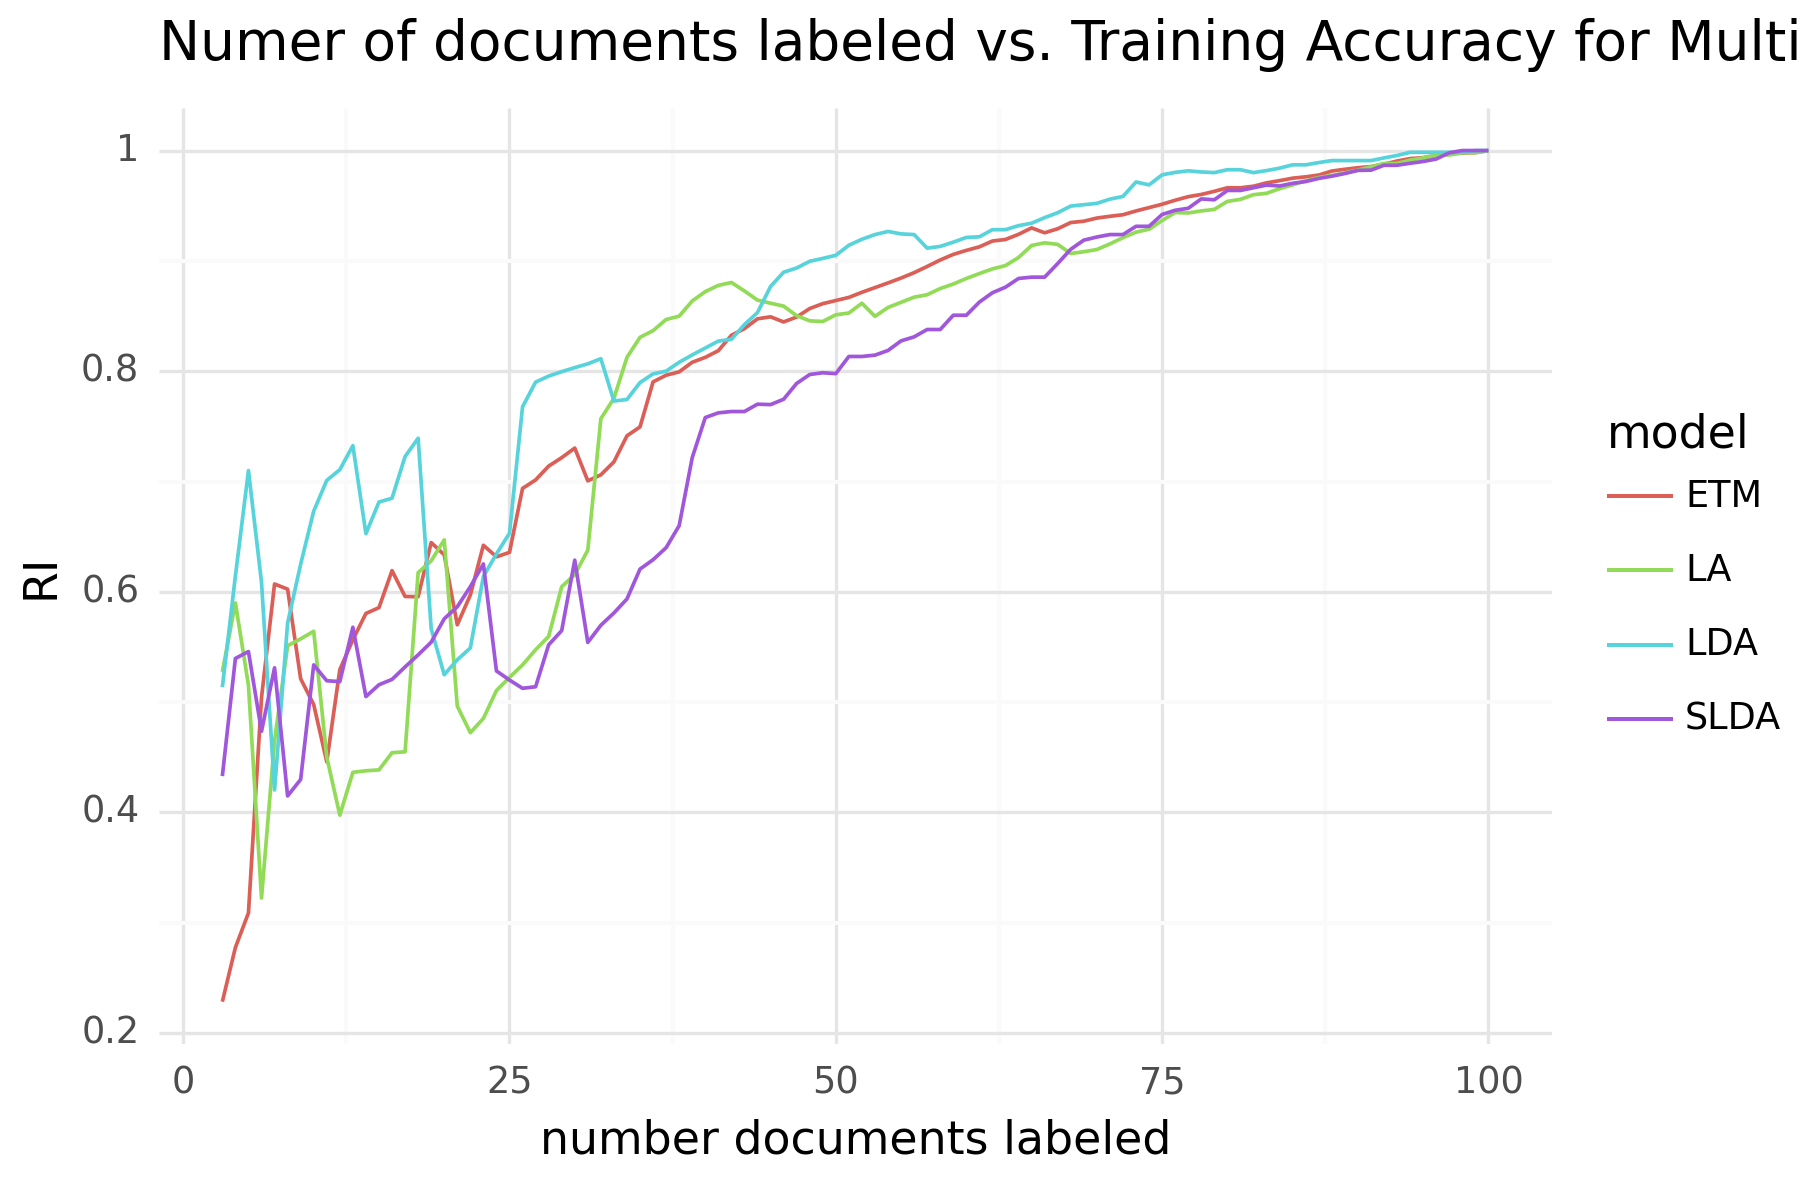 Numer of documents labeled vs. Training Accuracy for Multi
1
0.8
0.6
0.4
0.2
RI
0 25 50 75 100
number documents labeled
model
ETM
LA
LDA
SLDA